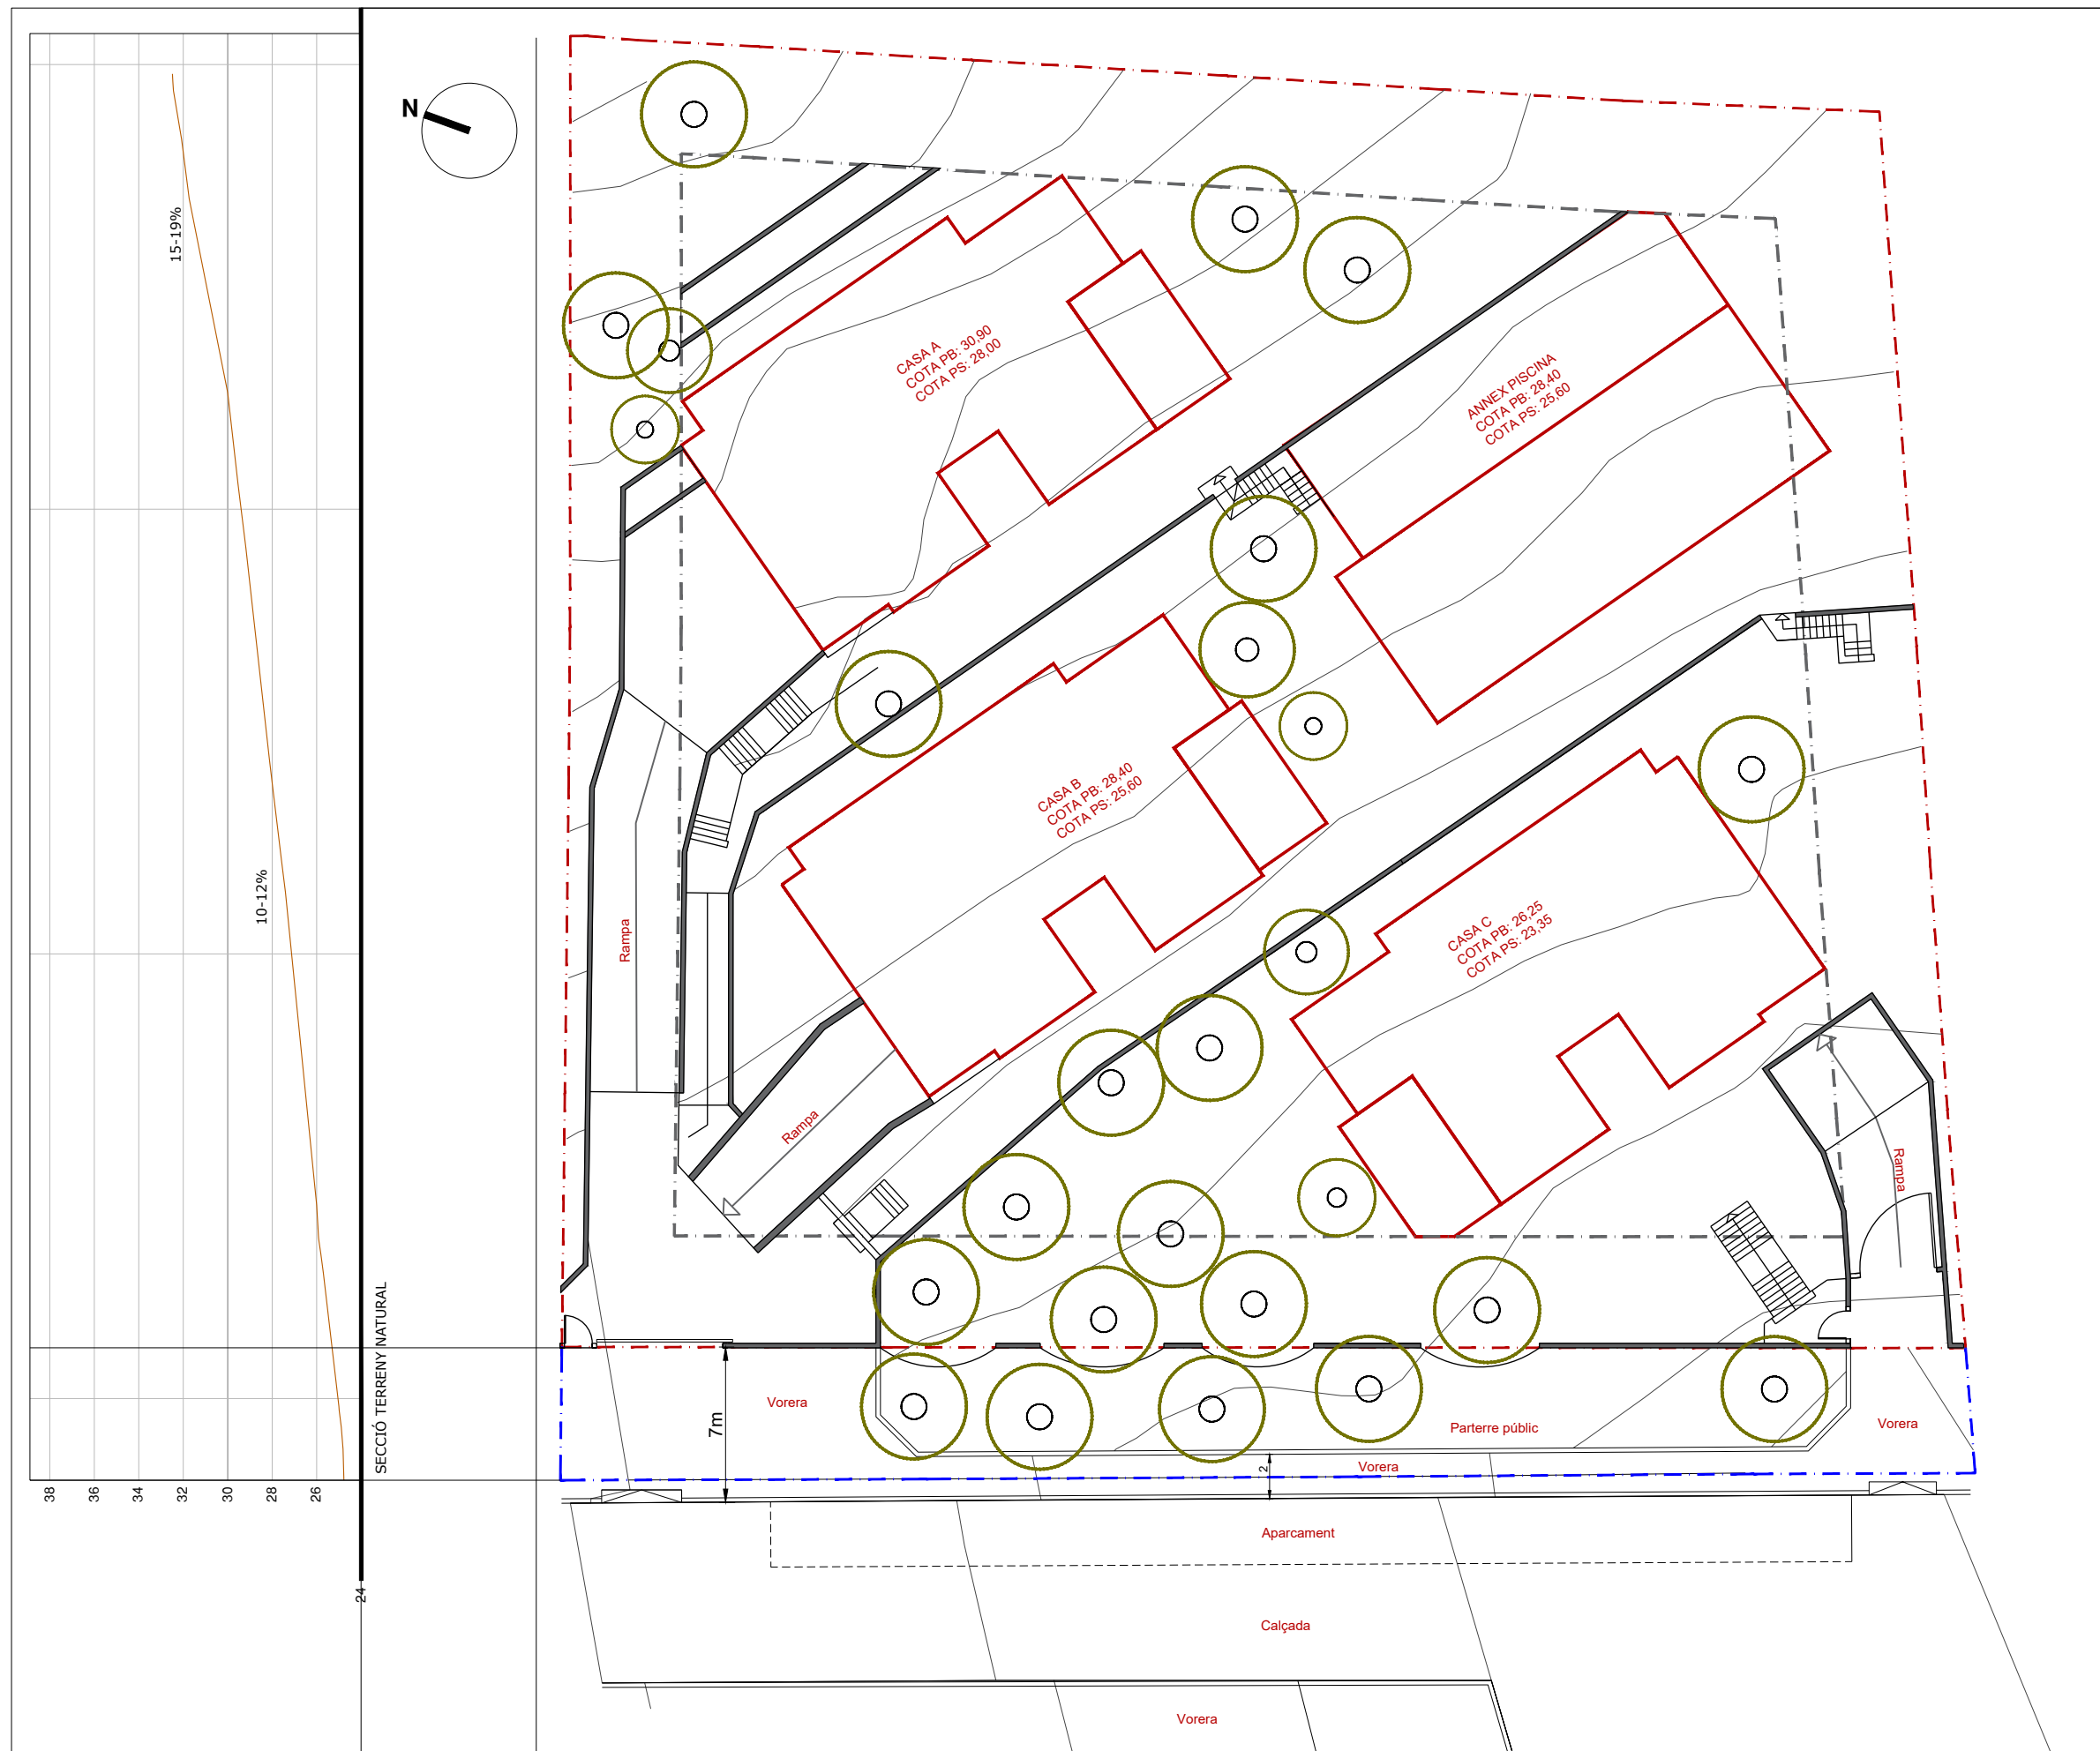 N
15-19%
CASA A
COTA PB: 30,90
COTA PS: 28,00
ANNEX PISCINA
COTA PB: 28,40
COTA PS: 25,60
CASA B
COTA PB: 28,40
COTA PS: 25,60
10-12%
Rampa
CASA C
COTA PB: 26,25
COTA PS: 23,35
Rampa
Rampa
SECCIÓ TERRENY NATURAL
Vorera
7m
Parterre públic
Vorera
Vorera
2
38
36
34
32
30
28
26
24
Aparcament
Calçada
Vorera